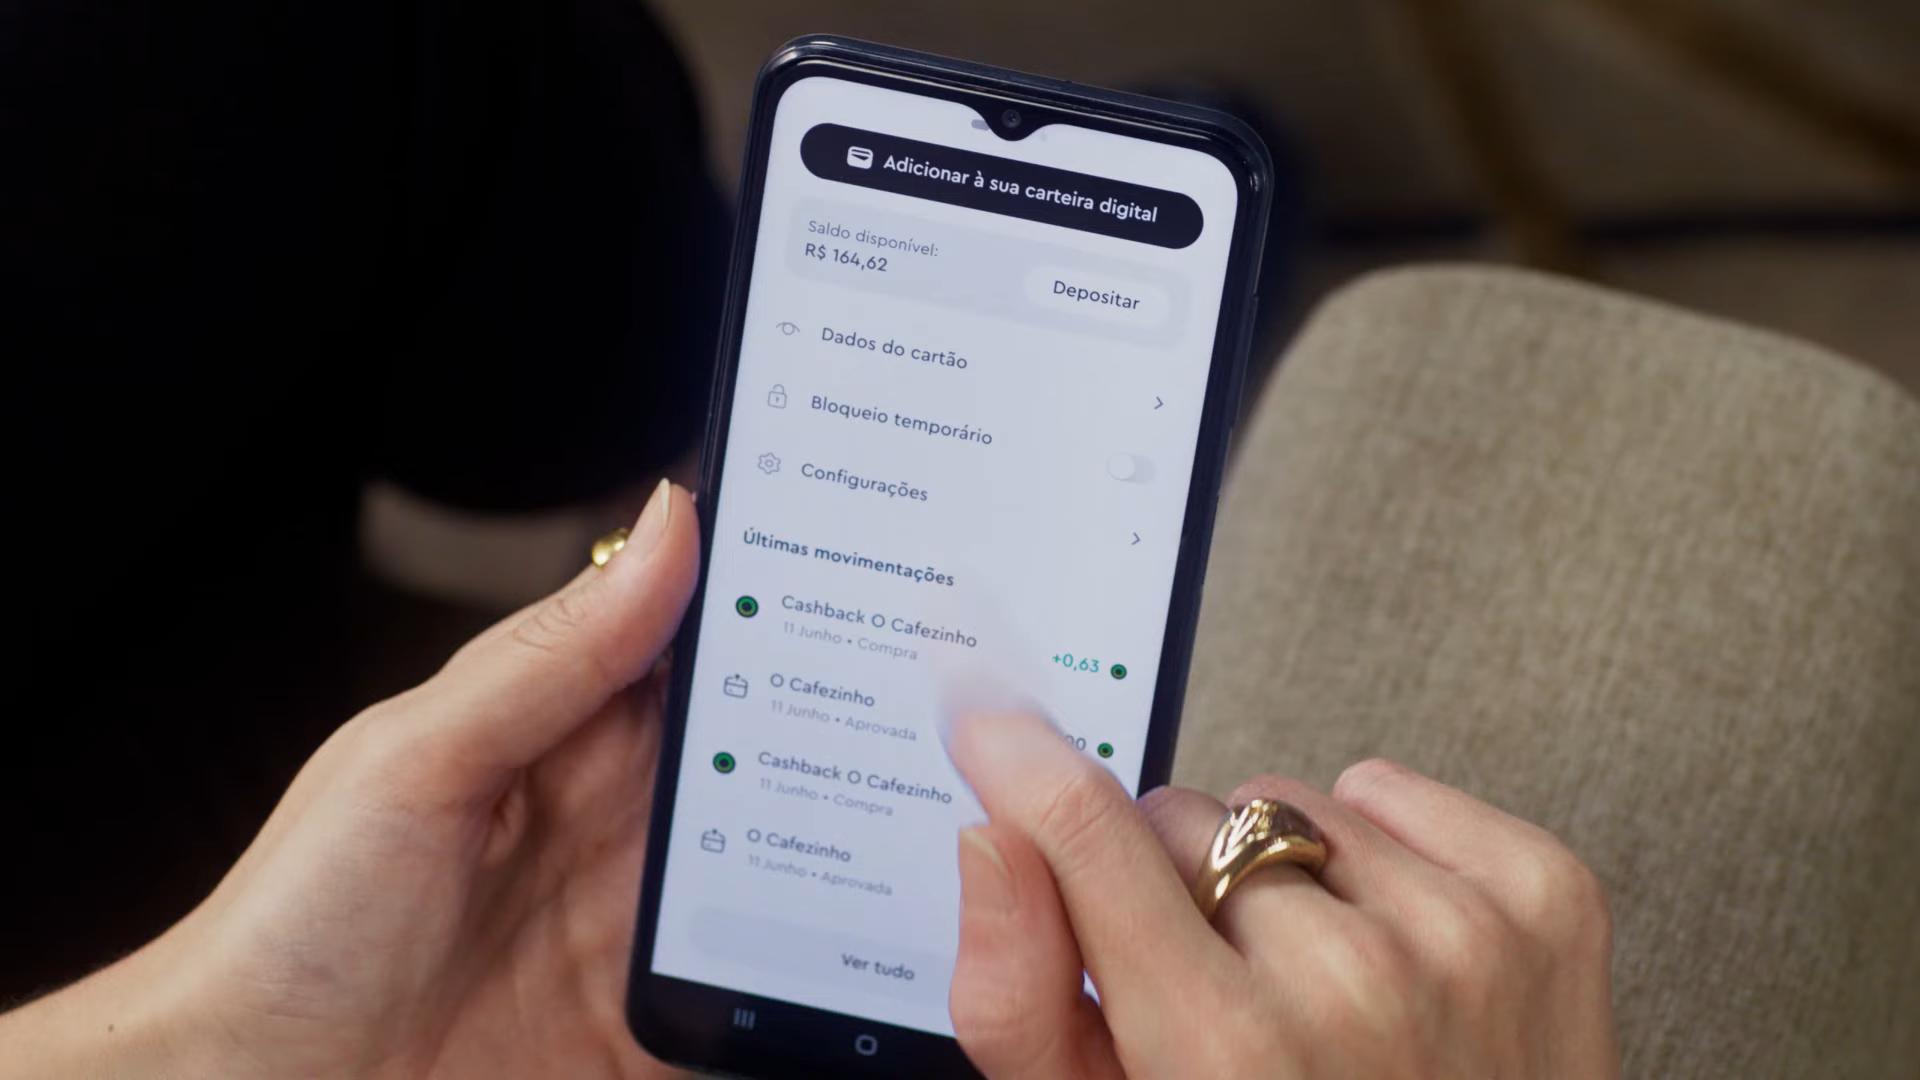 Adicionar à sua carteira digital
Saldo disponível:
R$ 164,62
Depositar
Dados do cartão
Bloqueio temporário
Configurações
Últimas movimentações
Cashback O Cafezinho
11 Junho • Compra
+0,63
O Cafezinho
11 Junho • Aprovada
Cashback O Cafezinho
11 Junho • Compra
O Cafezinho
11 Junho • Aprovada
Ver tudo